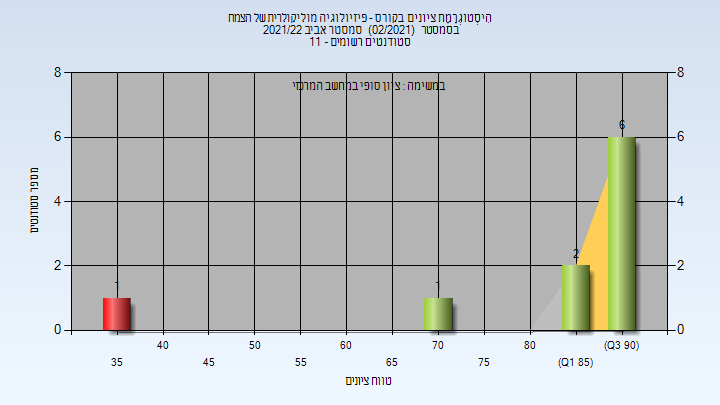 היסטוגרמת ציונים בקורס - פיזיולוגיה מולקולרית של הצמח
בסמסטר (02/2021) סמסטר אביב 2021/22
סטודנטים רשומים - 11
במשימה : ציון סופי במחשב המרכזי
8 8
6 6
4 4
2 2
0 0
1 1 2 6
מספר סטודנטים
40 50 60 70 80 (Q3 90)
35 45 55 65 75 (Q1 85)
טווח ציונים